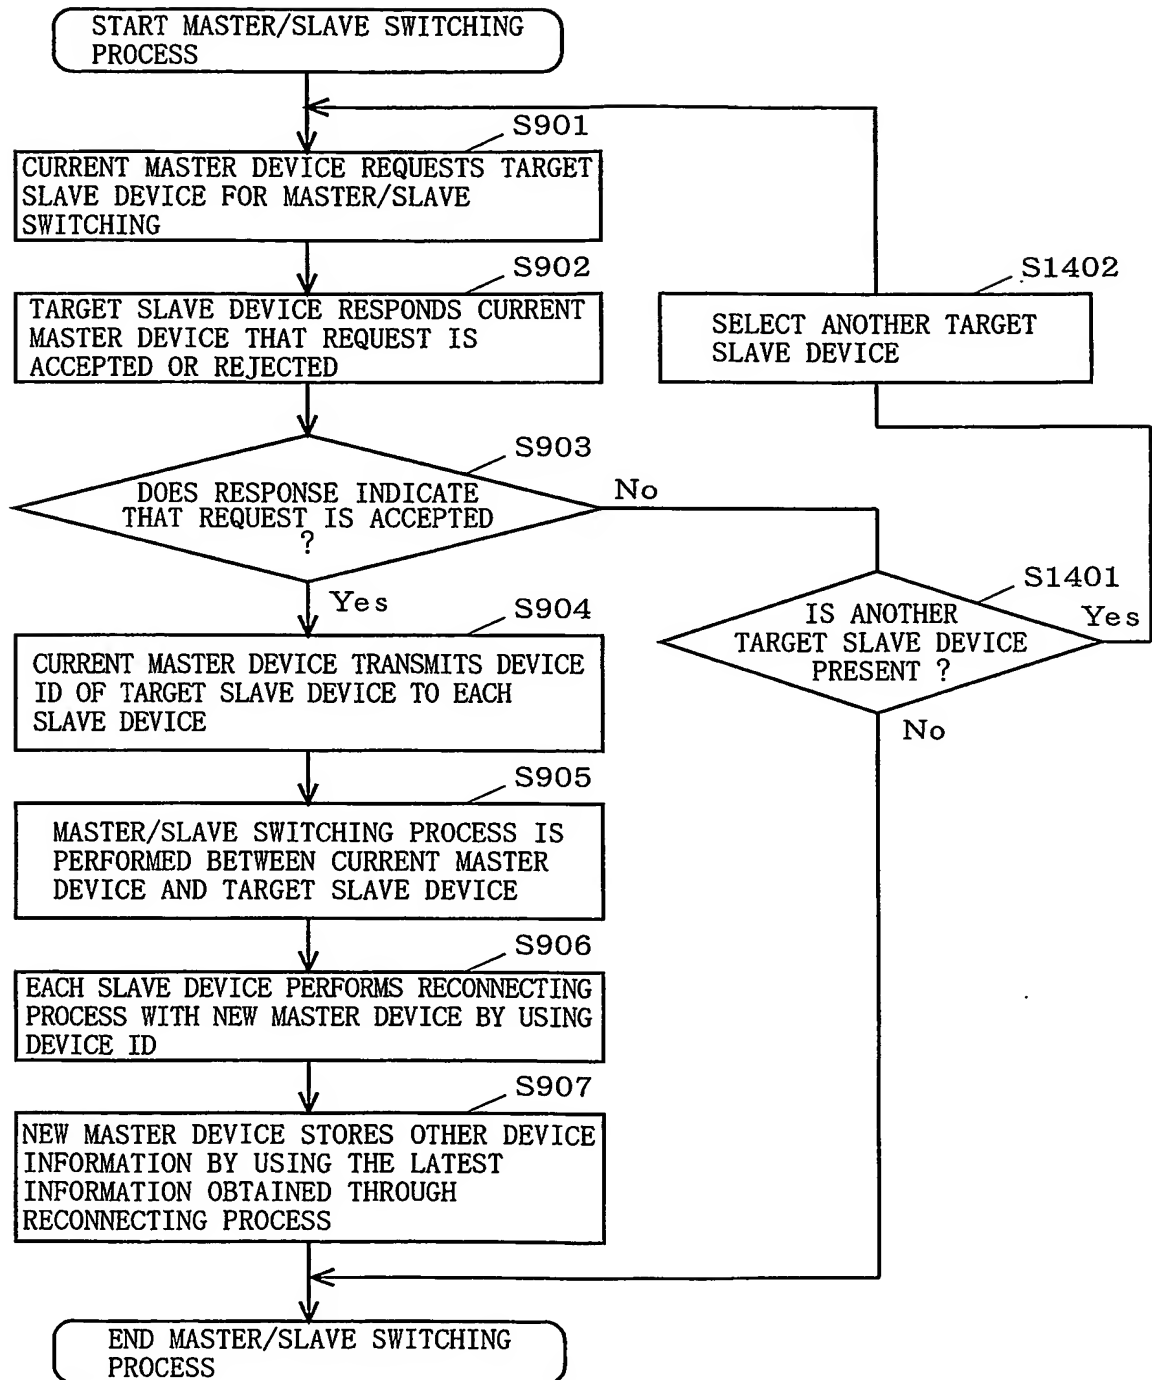 START MASTER/SLAVE SWITCHING
PROCESS
S901
CURRENT MASTER DEVICE REQUESTS TARGET
SLAVE DEVICE FOR MASTER/SLAVE
SWITCHING
S902
TARGET SLAVE DEVICE RESPONDS CURRENT
MASTER DEVICE THAT REQUEST IS
ACCEPTED OR REJECTED
S1402
SELECT ANOTHER TARGET
SLAVE DEVICE
S903
DOES RESPONSE INDICATE
THAT REQUEST IS ACCEPTED
?
No
Yes
S1401
IS ANOTHER
TARGET SLAVE DEVICE
PRESENT ?
Yes
No
S904
CURRENT MASTER DEVICE TRANSMITS DEVICE
ID OF TARGET SLAVE DEVICE TO EACH
SLAVE DEVICE
S905
MASTER/SLAVE SWITCHING PROCESS IS
PERFORMED BETWEEN CURRENT MASTER
DEVICE AND TARGET SLAVE DEVICE
S906
EACH SLAVE DEVICE PERFORMS RECONNECTING
PROCESS WITH NEW MASTER DEVICE BY USING
DEVICE ID
S907
NEW MASTER DEVICE STORES OTHER DEVICE
INFORMATION BY USING THE LATEST
INFORMATION OBTAINED THROUGH
RECONNECTING PROCESS
END MASTER/SLAVE SWITCHING
PROCESS